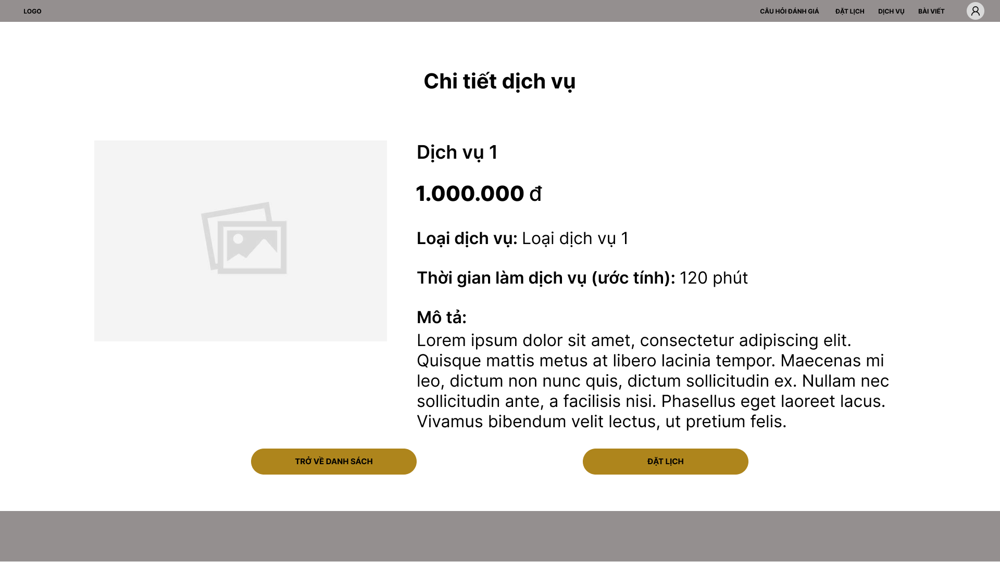 LOGO
CÂU HỎI ĐÁNH GIÁ
ĐẶT LỊCH
DỊCH VỤ
BÀI VIẾT
Chi tiết dịch vụ
Dịch vụ 1
1.000.000 đ
Loại dịch vụ: Loại dịch vụ 1
Thời gian làm dịch vụ (ước tính): 120 phút
Mô tả:
Lorem ipsum dolor sit amet, consectetur adipiscing elit.
Quisque mattis metus at libero lacinia tempor. Maecenas mi
leo, dictum non nunc quis, dictum sollicitudin ex. Nullam nec
sollicitudin ante, a facilisis nisi. Phasellus eget laoreet lacus.
Vivamus bibendum velit lectus, ut pretium felis.
TRỞ VỀ DANH SÁCH
ĐẶT LỊCH